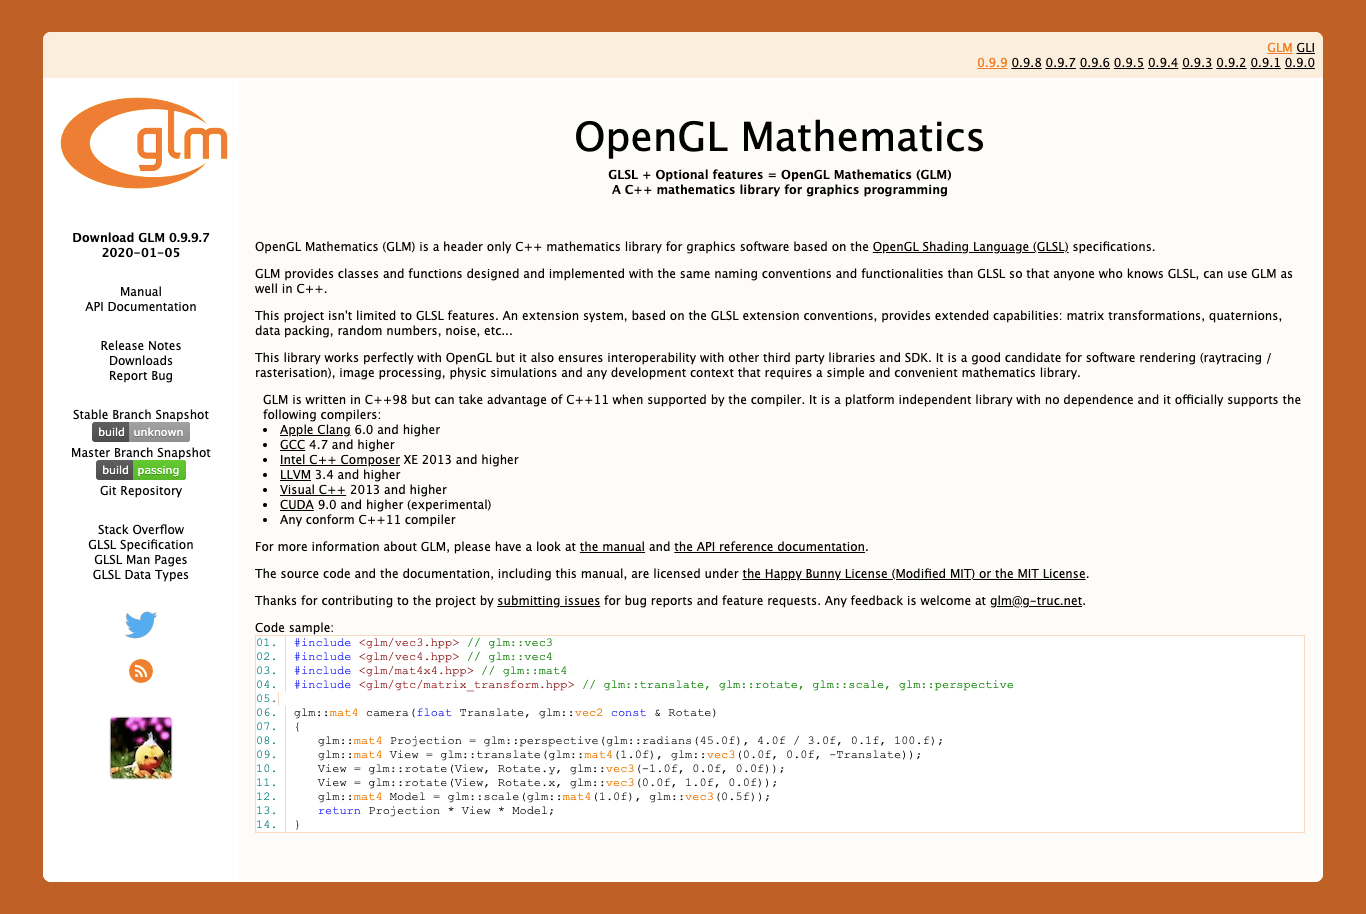 GLM GLI
0.9.9 0.9.8 0.9.7 0.9.6 0.9.5 0.9.4 0.9.3 0.9.2 0.9.1 0.9.0
glm
Download GLM 0.9.9.7
2020-01-05
Manual
API Documentation
Release Notes
Downloads
Report Bug
Stable Branch Snapshot
build unknown
Master Branch Snapshot
build passing
Git Repository
Stack Overflow
GLSL Specification
GLSL Man Pages
GLSL Data Types
OpenGL Mathematics
GLSL + Optional features = OpenGL Mathematics (GLM)
A C++ mathematics library for graphics programming
OpenGL Mathematics (GLM) is a header only C++ mathematics library for graphics software based on the OpenGL Shading Language (GLSL) specifications.
GLM provides classes and functions designed and implemented with the same naming conventions and functionalities than GLSL so that anyone who knows GLSL, can use GLM as
well in C++.
This project isn't limited to GLSL features. An extension system, based on the GLSL extension conventions, provides extended capabilities: matrix transformations, quaternions,
data packing, random numbers, noise, etc...
This library works perfectly with OpenGL but it also ensures interoperability with other third party libraries and SDK. It is a good candidate for software rendering (raytracing /
rasterisation), image processing, physic simulations and any development context that requires a simple and convenient mathematics library.
GLM is written in C++98 but can take advantage of C++11 when supported by the compiler. It is a platform independent library with no dependence and it officially supports the
following compilers:
• Apple Clang 6.0 and higher
• GCC 4.7 and higher
• Intel C++ Composer XE 2013 and higher
• LLVM 3.4 and higher
• Visual C++ 2013 and higher
• CUDA 9.0 and higher (experimental)
• Any conform C++11 compiler
For more information about GLM, please have a look at the manual and the API reference documentation.
The source code and the documentation, including this manual, are licensed under the Happy Bunny License (Modified MIT) or the MIT License.
Thanks for contributing to the project by submitting issues for bug reports and feature requests. Any feedback is welcome at glm@g-truc.net.
Code sample:
01. #include <glm/vec3.hpp> // glm::vec3
02. #include <glm/vec4.hpp> // glm::vec4
03. #include <glm/mat4x4.hpp> // glm::mat4
04. #include <glm/gtc/matrix_transform.hpp> // glm::translate, glm::rotate, glm::scale, glm::perspective
05.
06. glm::mat4 camera(float Translate, glm::vec2 const & Rotate)
07. {
08. glm::mat4 Projection = glm::perspective(glm::radians(45.0f), 4.0f / 3.0f, 0.1f, 100.f);
09. glm::mat4 View = glm::translate(glm::mat4(1.0f), glm::vec3(0.0f, 0.0f, -Translate));
10. View = glm::rotate(View, Rotate.y, glm::vec3(-1.0f, 0.0f, 0.0f));
11. View = glm::rotate(View, Rotate.x, glm::vec3(0.0f, 1.0f, 0.0f));
12. glm::mat4 Model = glm::scale(glm::mat4(1.0f), glm::vec3(0.5f));
13. return Projection * View * Model;
14. }